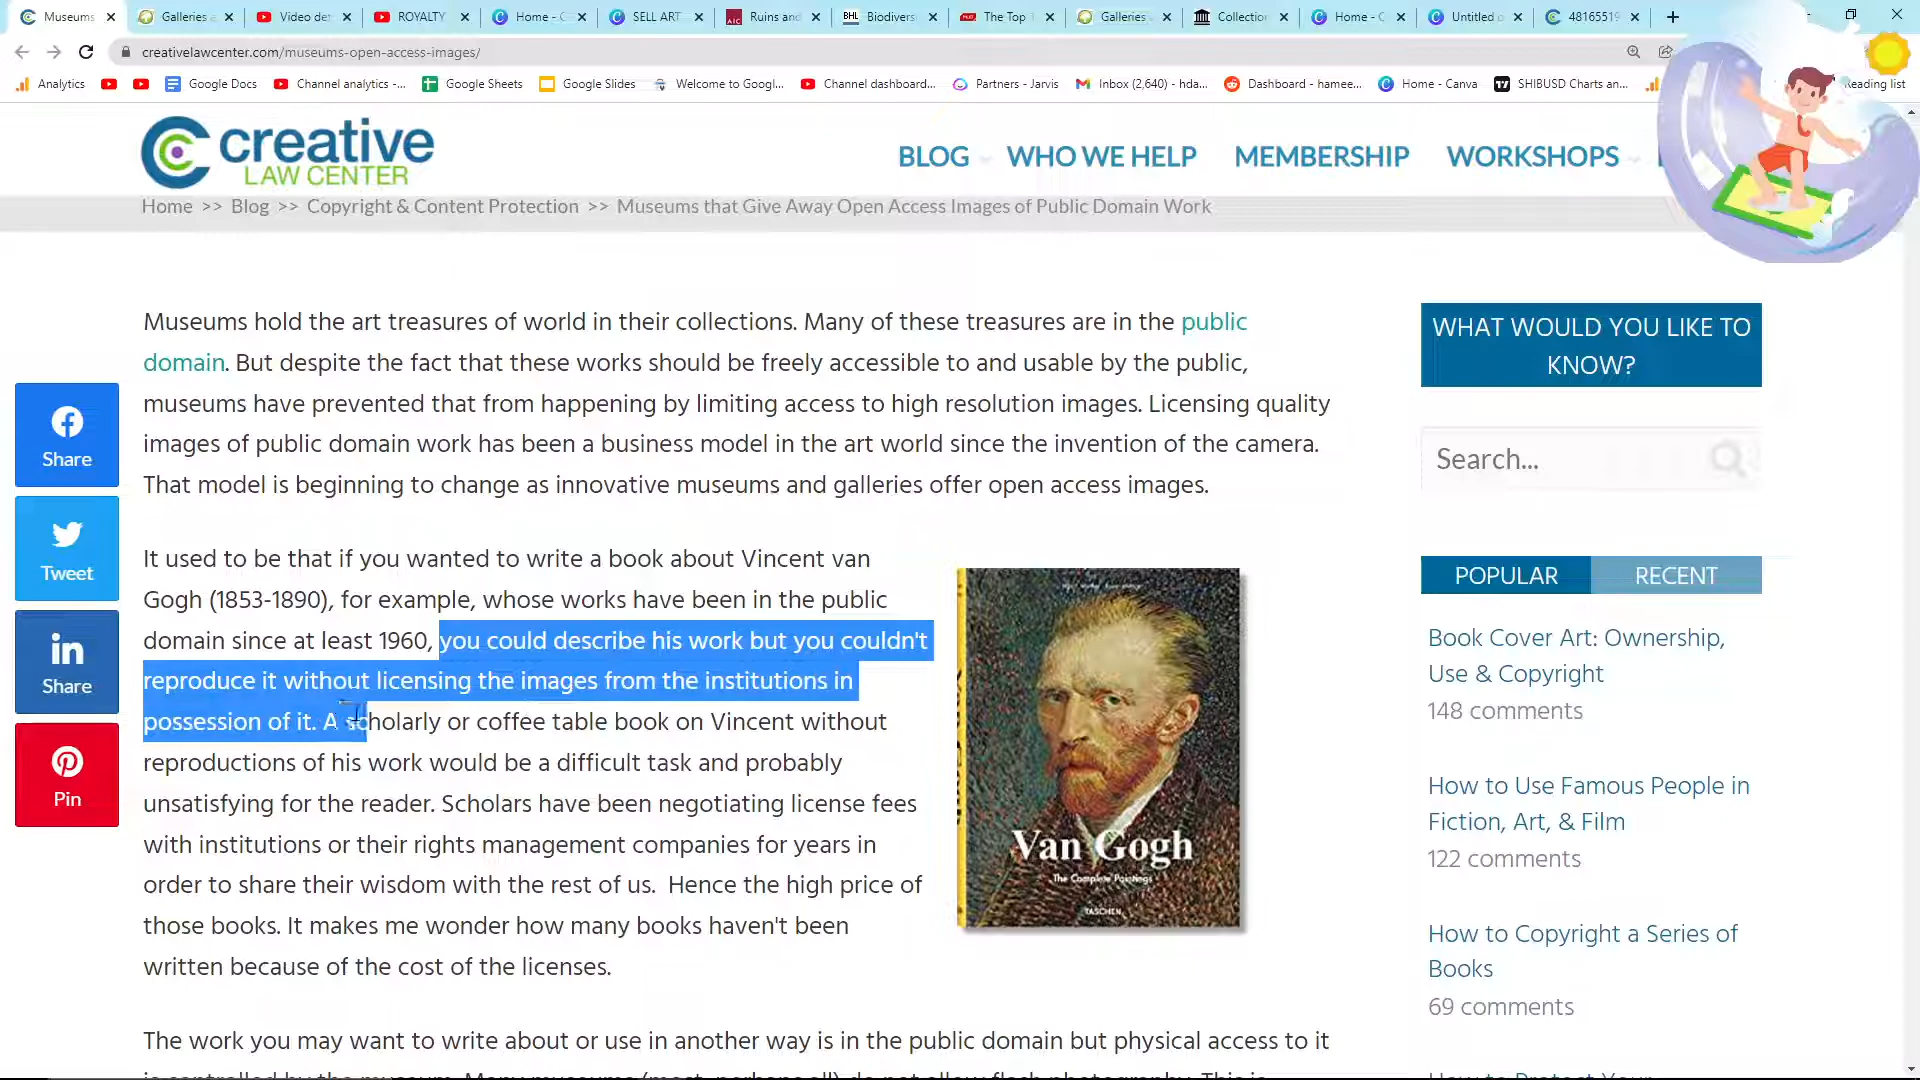 Museums
Galleries a
Video det
ROYALTY
Home - C
SELL ART
Ruins and
Biodivers
The Top
Galleries
Collection
Home - C
Untitled
48165519
creativelawcenter.com/museums-open-access-images/
Analytics
Google Docs
Channel analytics -...
Google Sheets
Google Slides
Welcome to Googl...
Channel dashboard...
Partners - Jarvis
Inbox (2,640) - hda...
Dashboard - hamee...
Home - Canva
SHIBUSD Charts an...
Reading list
creative
LAW CENTER
BLOG
WHO WE HELP
MEMBERSHIP
WORKSHOPS
Home >> Blog >> Copyright & Content Protection >> Museums that Give Away Open Access Images of Public Domain Work
Museums hold the art treasures of world in their collections. Many of these treasures are in the public
domain. But despite the fact that these works should be freely accessible to and usable by the public,
museums have prevented that from happening by limiting access to high resolution images. Licensing quality
images of public domain work has been a business model in the art world since the invention of the camera.
That model is beginning to change as innovative museums and galleries offer open access images.
It used to be that if you wanted to write a book about Vincent van
Gogh (1853-1890), for example, whose works have been in the public
domain since at least 1960, you could describe his work but you couldn't
reproduce it without licensing the images from the institutions in
possession of it. A scholarly or coffee table book on Vincent without
reproductions of his work would be a difficult task and probably
unsatisfying for the reader. Scholars have been negotiating license fees
with institutions or their rights management companies for years in
order to share their wisdom with the rest of us. Hence the high price of
those books. It makes me wonder how many books haven't been
written because of the cost of the licenses.
The work you may want to write about or use in another way is in the public domain but physical access to it
Van Gogh
The Complete Paintings
TASCHEN
Share
Tweet
Share
Pin
WHAT WOULD YOU LIKE TO
KNOW?
Search...
POPULAR
RECENT
Book Cover Art: Ownership,
Use & Copyright
148 comments
How to Use Famous People in
Fiction, Art, & Film
122 comments
How to Copyright a Series of
Books
69 comments